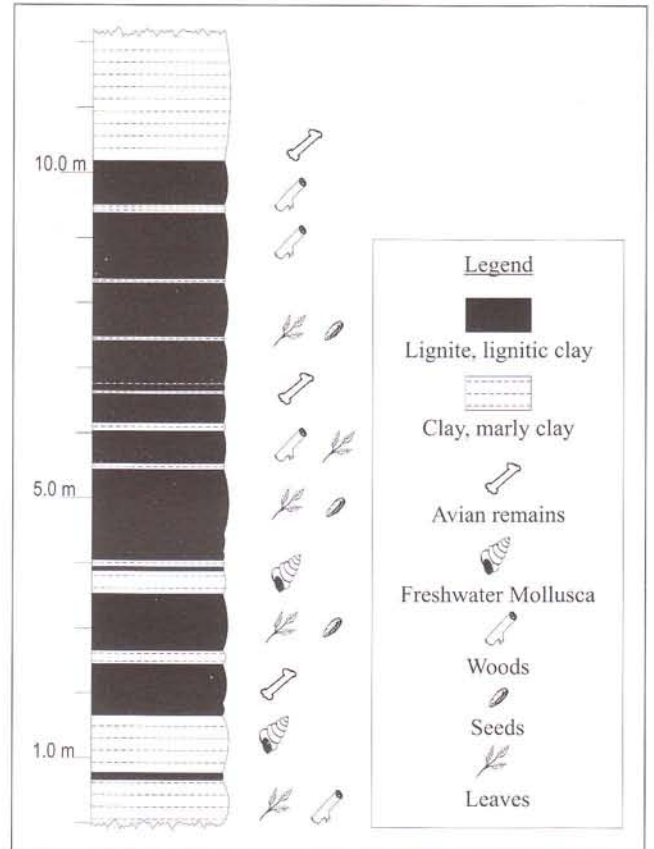 10.0 m
5.0 m
1.0 m
Legend
Lignite, lignitic clay
Clay, marly clay
Avian remains
Freshwater Mollusca
Woods
Seeds
Leaves